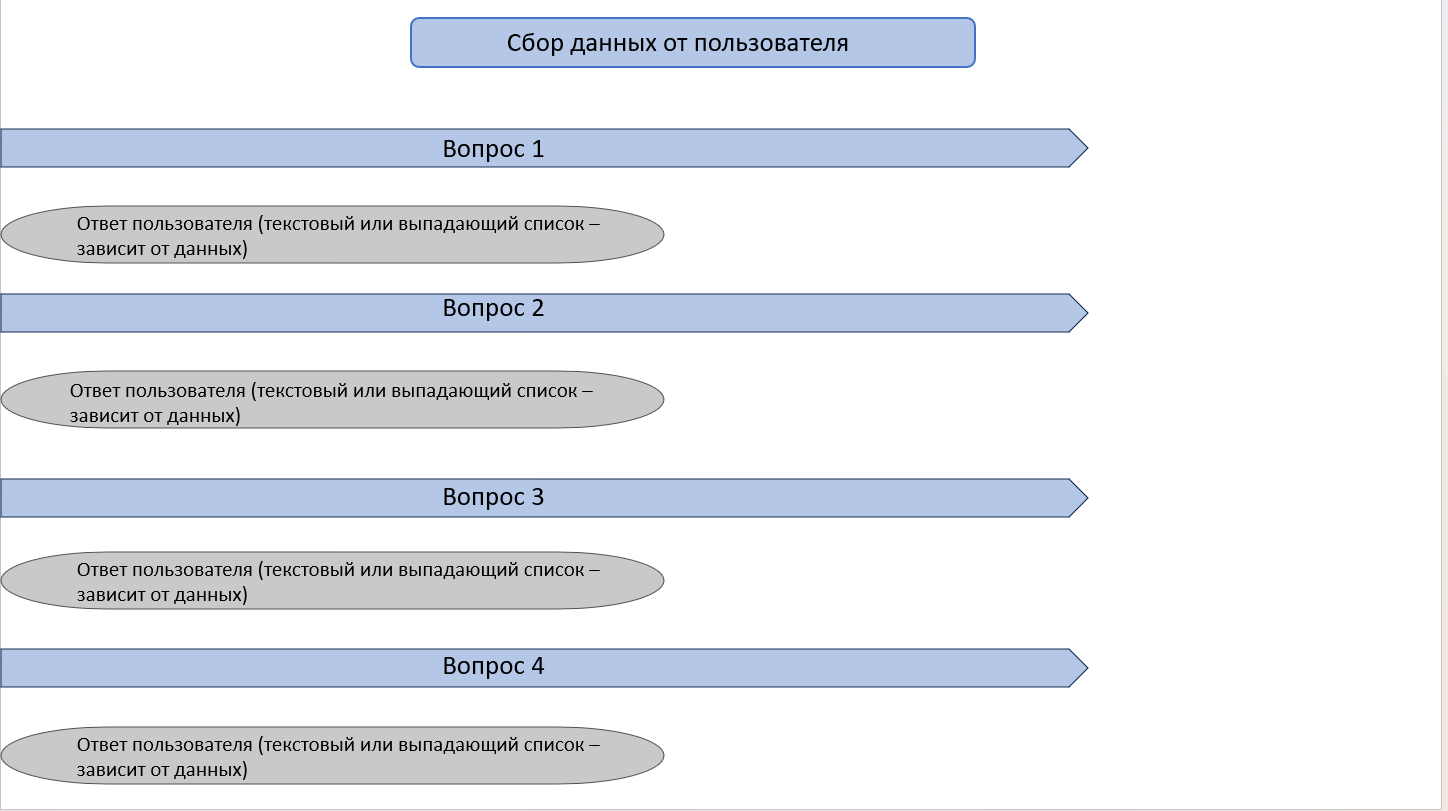 Сбор данных от пользователя
Вопрос 1
Ответ пользователя (текстовый или выпадающий список –
зависит от данных)
Вопрос 2
Ответ пользователя (текстовый или выпадающий список –
зависит от данных)
Вопрос 3
Ответ пользователя (текстовый или выпадающий список –
зависит от данных)
Вопрос 4
Ответ пользователя (текстовый или выпадающий список –
зависит от данных)